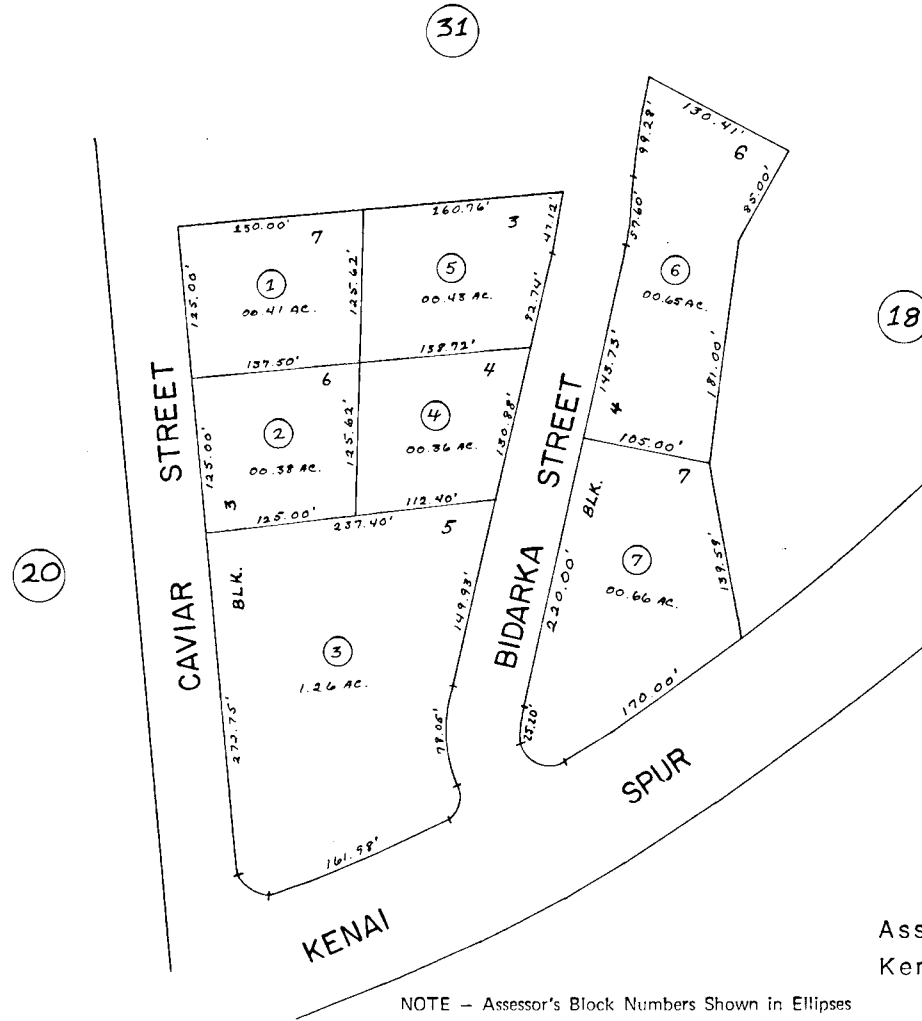 31
130.41'
6
99.28'
85.00'
57.60'
150.00'
7
160.76'
3
47.12'
125.00'
1
00.41 AC.
125.62'
5
00.43 AC.
92.74'
6
00.65 AC.
18
137.50'
138.72'
143.73'
181.00'
6
4
4
STREET
125.00'
2
00.38 AC.
125.62'
4
00.36 AC.
130.88'
STREET
105.00'
7
3
125.00'
112.40'
237.40'
5
BLK.
20
BLK.
CAVIAR
3
1.26 AC.
149.93'
BIDARKA
220.00'
7
00.66 AC.
139.59'
272.75'
78.05'
25.20'
170.00'
161.98'
SPUR
KENAI
Ass
Ken
NOTE – Assessor's Block Numbers Shown in Ellipses